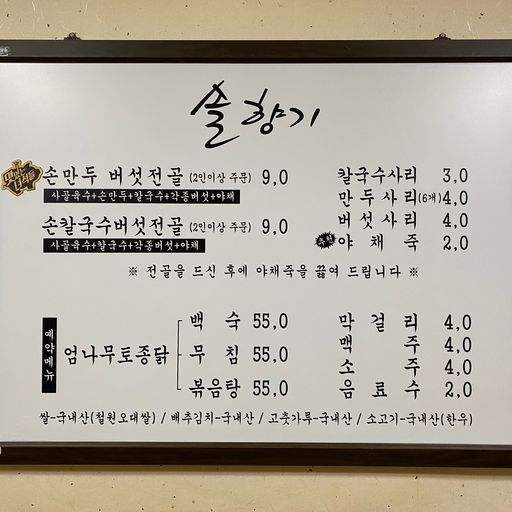 솔향기
맛있는 녀석들
손만두 버섯전골 (2인이상 주문) 9,0
사골육수+손만두+칼국수+각종버섯+야채
손칼국수버섯전골 (2인이상 주문) 9,0
사골육수+칼국수+각종버섯+야채
칼국수사리 3,0
만두사리(6개) 4,0
버섯사리 4,0
추천 야채죽 2,0
※ 전골을 드신 후에 야채죽을 끓여 드립니다 ※
예약메뉴
엄나무토종닭
백숙 55,0
무침 55,0
볶음탕 55,0
막걸리 4,0
맥주 4,0
소주 4,0
음료수 2,0
쌀-국내산(철원오대쌀) / 배추김치-국내산 / 고춧가루-국내산 / 소고기-국내산(한우)